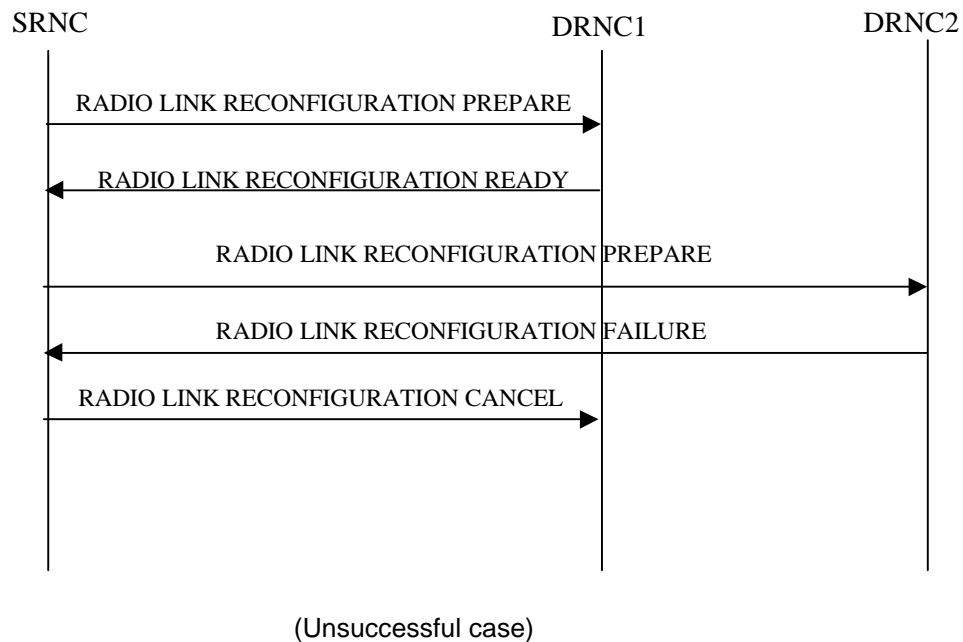 SRNC
DRNC1
DRNC2
RADIO LINK RECONFIGURATION PREPARE
RADIO LINK RECONFIGURATION READY
RADIO LINK RECONFIGURATION PREPARE
RADIO LINK RECONFIGURATION FAILURE
RADIO LINK RECONFIGURATION CANCEL
(Unsuccessful case)